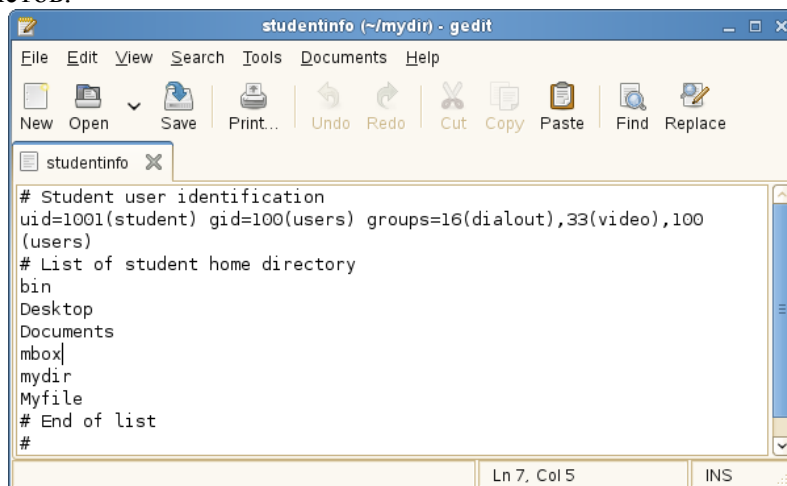 studentinfo (~/mydir) - gedit
File Edit View Search Tools Documents Help
New Open Save Print... Undo Redo Cut Copy Paste Find Replace
studentinfo
# Student user identification
uid=1001(student) gid=100(users) groups=16(dialout),33(video),100
(users)
# List of student home directory
bin
Desktop
Documents
mbox
mydir
Myfile
# End of list
#
Ln 7, Col 5 INS